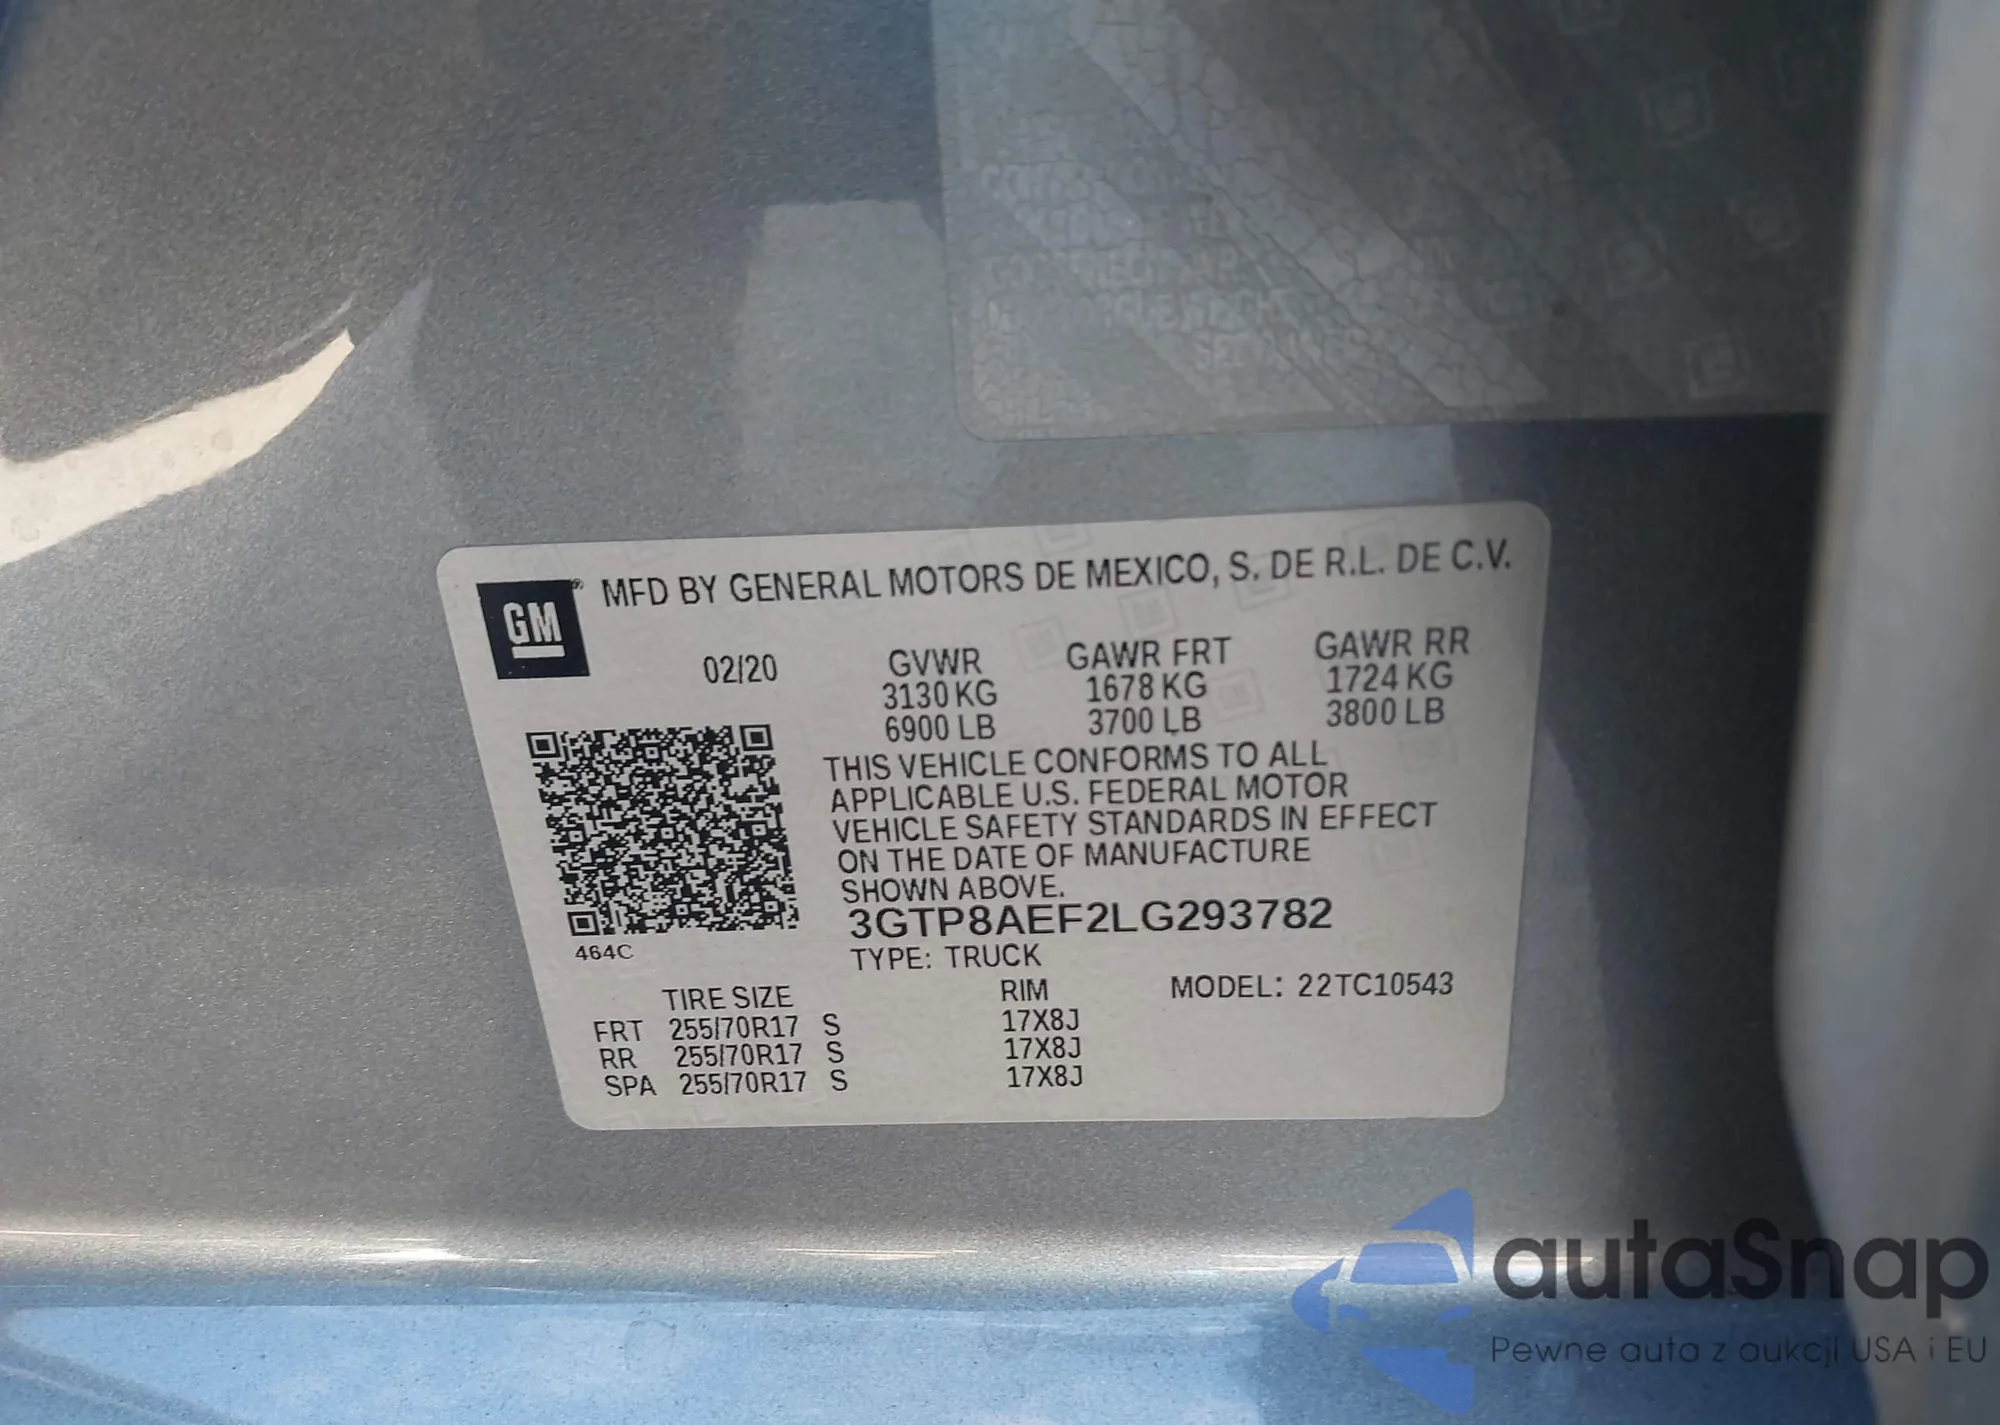 GM® MFD BY GENERAL MOTORS DE MEXICO, S. DE R.L. DE C.V.
02/20 GVWR GAWR FRT GAWR RR
3130 KG 1678 KG 1724 KG
6900 LB 3700 LB 3800 LB
THIS VEHICLE CONFORMS TO ALL
APPLICABLE U.S. FEDERAL MOTOR
VEHICLE SAFETY STANDARDS IN EFFECT
ON THE DATE OF MANUFACTURE
SHOWN ABOVE.
3GTP8AEF2LG293782
464C
TYPE: TRUCK
TIRE SIZE RIM MODEL: 22TC10543
FRT 255/70R17 S 17X8J
RR 255/70R17 S 17X8J
SPA 255/70R17 S 17X8J
autaSnap
Pewne auto z aukcji USA i EU